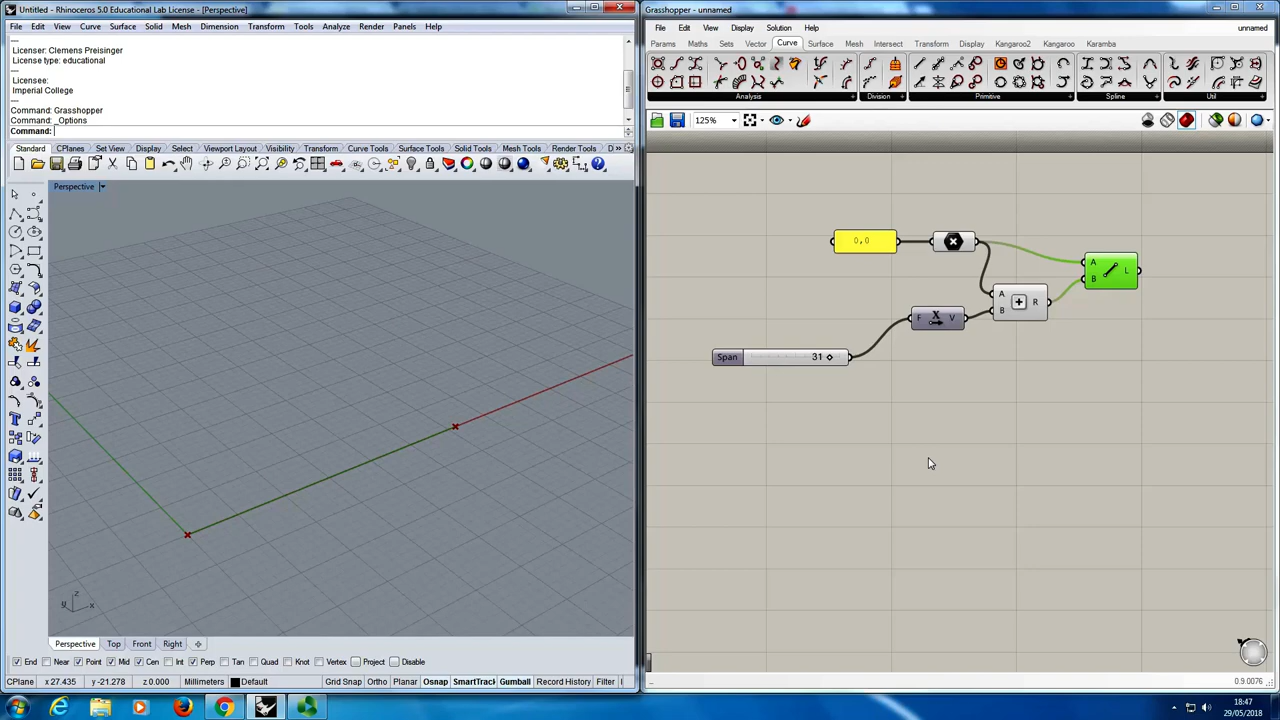 Untitled - Rhinoceros 5.0 Educational Lab License - [Perspective]
File Edit View Curve Surface Solid Mesh Dimension Transform Tools Analyze Render Panels Help
---
Licenser: Clemens Preisinger
License type: educational
---
Licensee:
Imperial College
---
Command: Grasshopper
Command: _Options
Command:
Standard CPlanes Set View Display Select Viewport Layout Visibility Transform Curve Tools Surface Tools Solid Tools Mesh Tools Render Tools D
Perspective
z
y x
Perspective Top Front Right
End Near Point Mid Cen Int Perp Tan Quad Knot Vertex Project Disable
CPlane x 27.435 y -21.278 z 0.000 Millimeters Default Grid Snap Ortho Planar Osnap SmartTrack Gumball Record History Filter
Grasshopper - unnamed
File Edit View Display Solution Help unnamed
Params Maths Sets Vector Curve Surface Mesh Intersect Transform Display Kangaroo2 Kangaroo Karamba
Analysis Division Primitive Spline Util
125%
0,0
A
B
L
A
B
R
F X V
Span 31
0.9.0076
18:47
29/05/2018